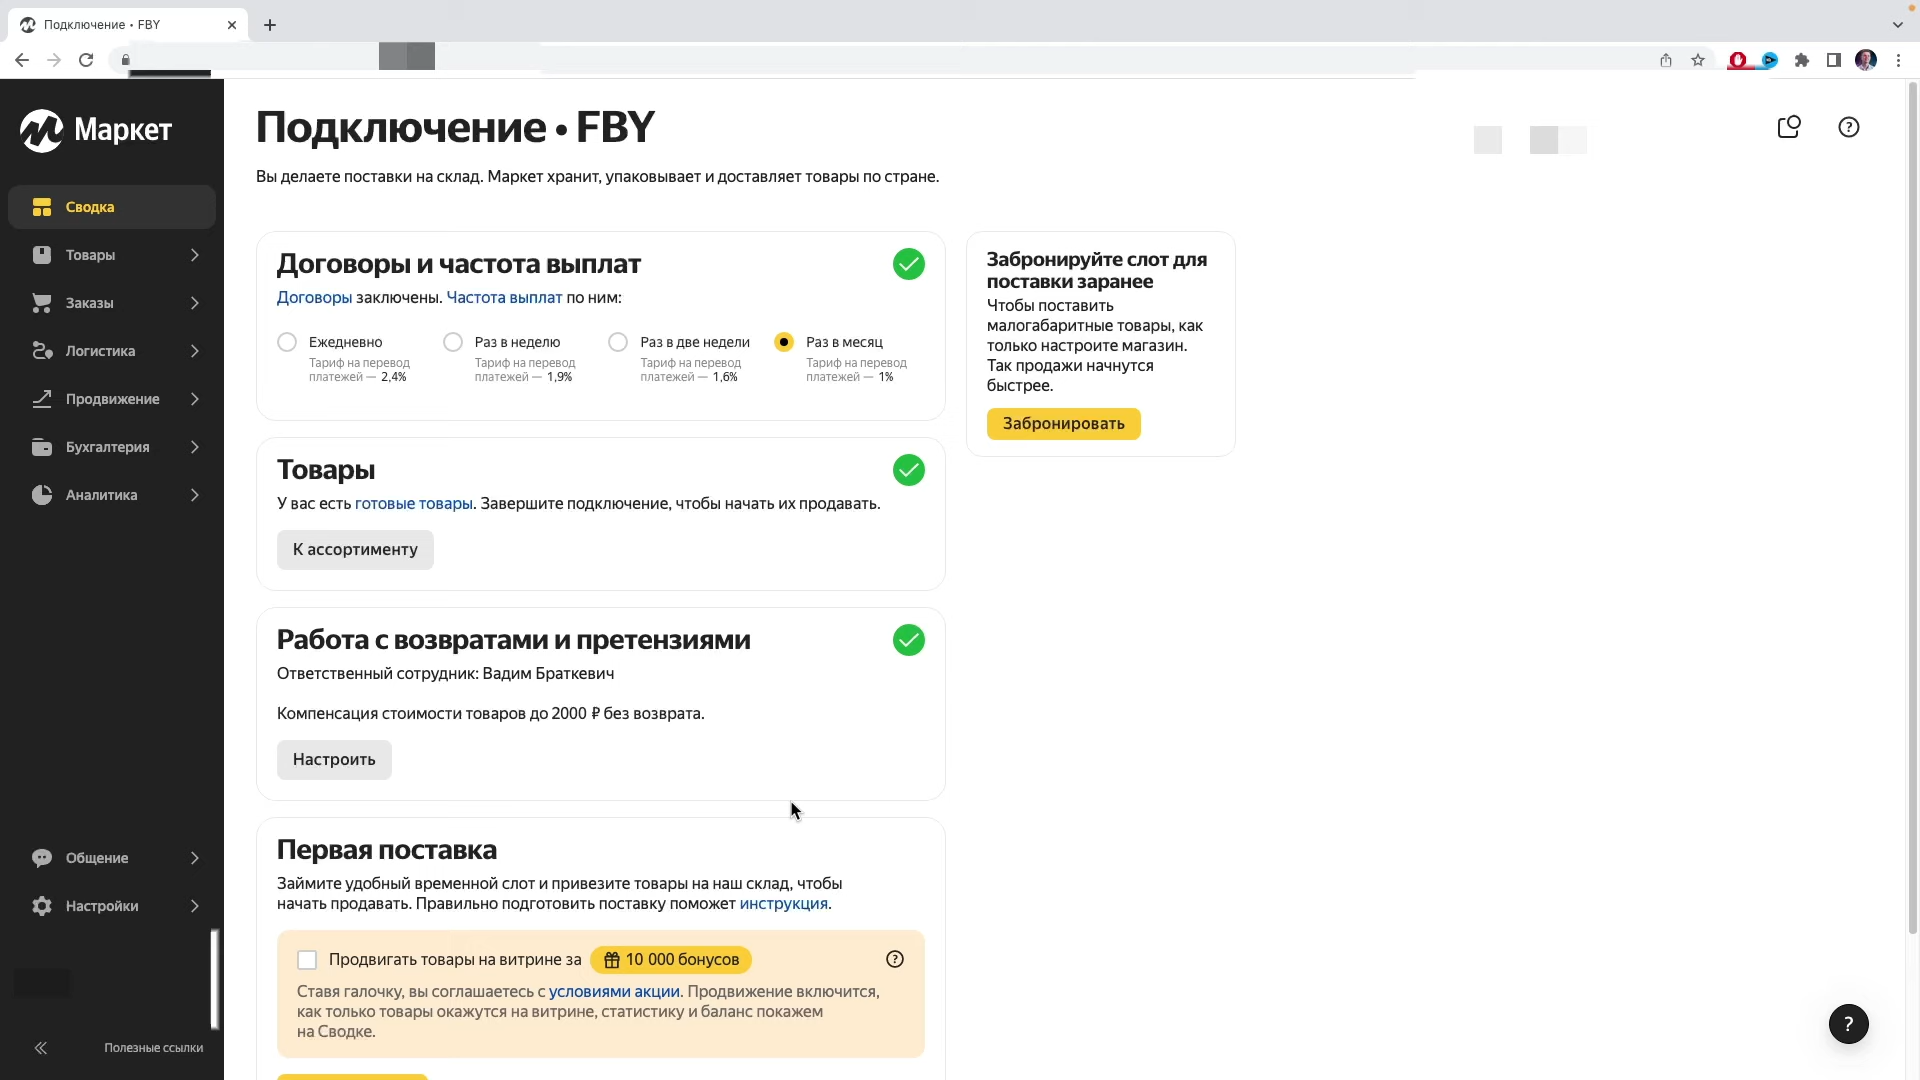 Подключение • FBY
Маркет
Сводка
Товары
Заказы
Логистика
Продвижение
Бухгалтерия
Аналитика
Общение
Настройки
Полезные ссылки
Подключение • FBY
Вы делаете поставки на склад. Маркет хранит, упаковывает и доставляет товары по стране.
Договоры и частота выплат
Договоры заключены. Частота выплат по ним:
Ежедневно
Тариф на перевод
платежей — 2,4%
Раз в неделю
Тариф на перевод
платежей — 1,9%
Раз в две недели
Тариф на перевод
платежей — 1,6%
Раз в месяц
Тариф на перевод
платежей — 1%
Товары
У вас есть готовые товары. Завершите подключение, чтобы начать их продавать.
К ассортименту
Работа с возвратами и претензиями
Ответственный сотрудник: Вадим Браткевич
Компенсация стоимости товаров до 2000 ₽ без возврата.
Настроить
Первая поставка
Займите удобный временной слот и привезите товары на наш склад, чтобы
начать продавать. Правильно подготовить поставку поможет инструкция.
Продвигать товары на витрине за 10 000 бонусов
?
Ставя галочку, вы соглашаетесь с условиями акции. Продвижение включится,
как только товары окажутся на витрине, статистику и баланс покажем
на Сводке.
Забронируйте слот для
поставки заранее
Чтобы поставить
малогабаритные товары, как
только настроите магазин.
Так продажи начнутся
быстрее.
Забронировать
?
?